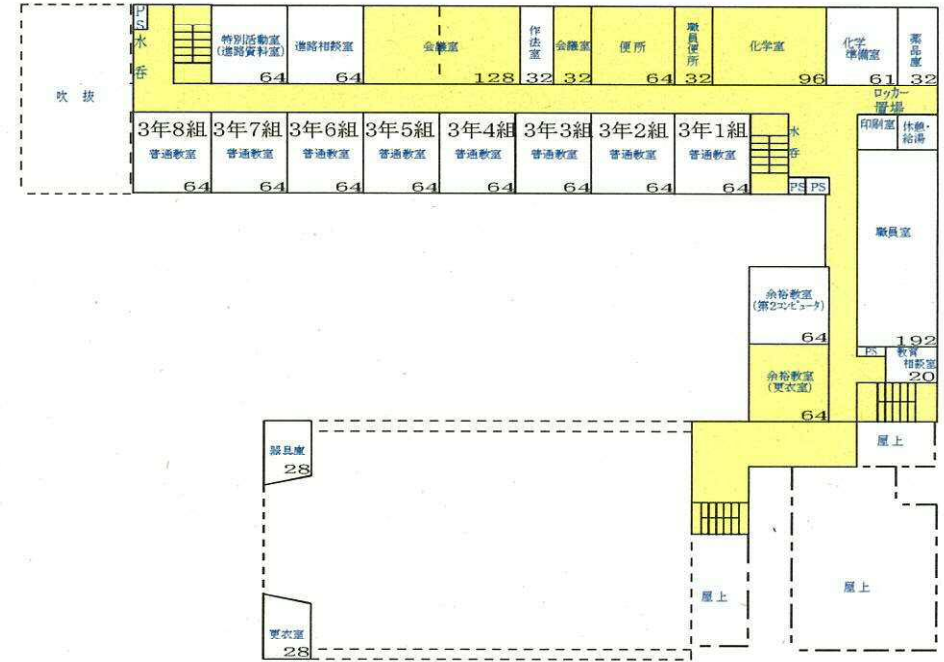 PS
水呑
特別活動室
(進路資料室)
64
進路相談室
64
会議室
128
作法室
32
会議室
32
便所
64
職員便所
32
化学室
96
化学
準備室
61
薬品庫
32
吹抜
ロッカー
置場
3年8組
普通教室
64
3年7組
普通教室
64
3年6組
普通教室
64
3年5組
普通教室
64
3年4組
普通教室
64
3年3組
普通教室
64
3年2組
普通教室
64
3年1組
普通教室
64
水呑
PS
PS
印刷室
休憩・
給湯
職員室
192
余裕教室
(第2コンピュータ)
64
余裕教室
(更衣室)
64
PS
教育
相談室
20
屋上
器具庫
28
屋上
屋上
更衣室
28